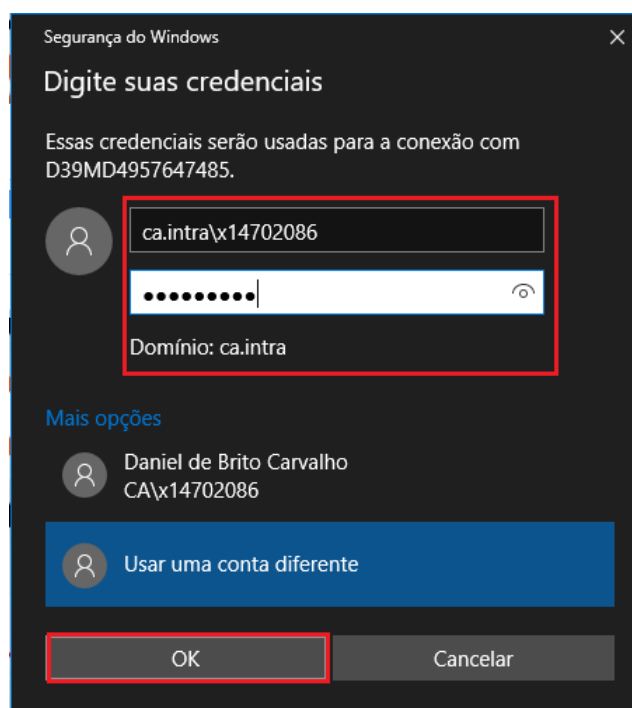 Segurança do Windows
Digite suas credenciais
Essas credenciais serão usadas para a conexão com
D39MD4957647485.
ca.intra\x14702086
•••••••••
Domínio: ca.intra
Mais opções
Daniel de Brito Carvalho
CA\x14702086
Usar uma conta diferente
OK
Cancelar